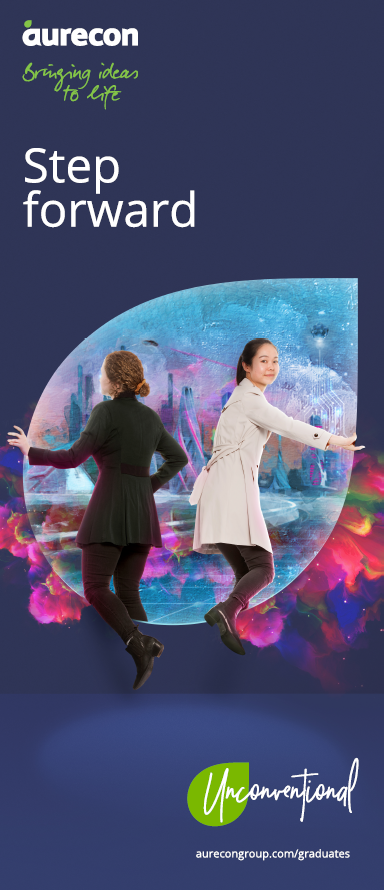 aurecon
Bringing ideas
to life
Step
forward
Unconventional
aurecongroup.com/graduates